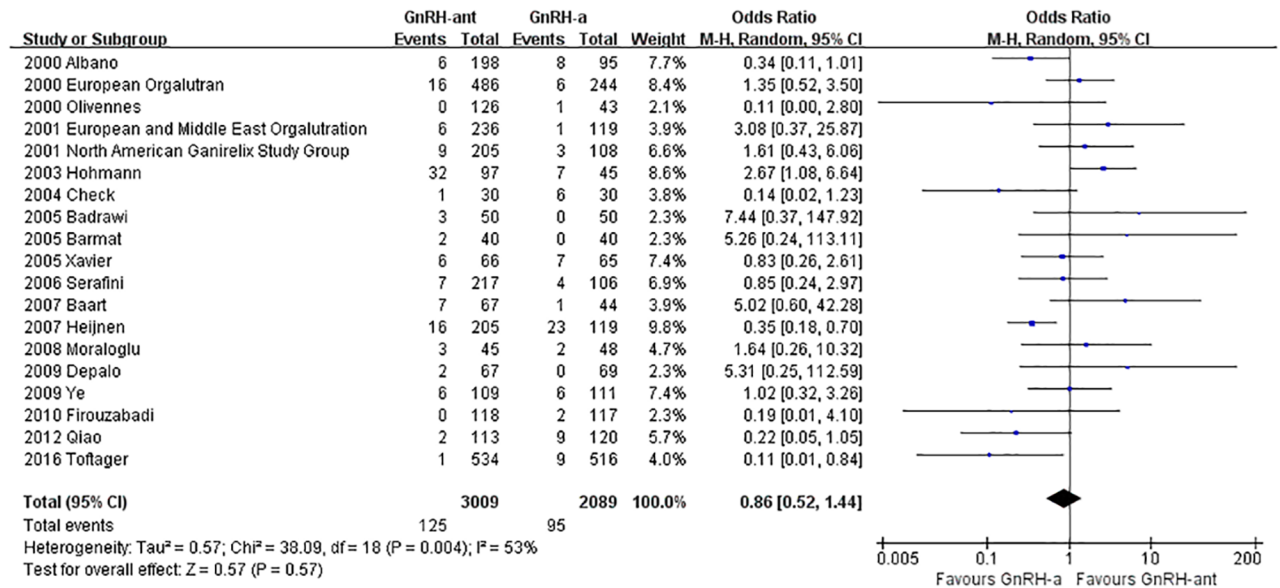 GnRH-ant GnRH-a Odds Ratio Odds Ratio
Study or Subgroup Events Total Events Total Weight M-H, Random, 95% CI M-H, Random, 95% CI
2000 Albano 6 198 8 95 7.7% 0.34 [0.11, 1.01]
2000 European Orgalutran 16 486 6 244 8.4% 1.35 [0.52, 3.50]
2000 Olivennes 0 126 1 43 2.1% 0.11 [0.00, 2.80]
2001 European and Middle East Orgalutration 6 236 1 119 3.9% 3.08 [0.37, 25.87]
2001 North American Ganirelix Study Group 9 205 3 108 6.6% 1.61 [0.43, 6.06]
2003 Hohmann 32 97 7 45 8.6% 2.67 [1.08, 6.64]
2004 Check 1 30 6 30 3.8% 0.14 [0.02, 1.23]
2005 Badrawi 3 50 0 50 2.3% 7.44 [0.37, 147.92]
2005 Barmat 2 40 0 40 2.3% 5.26 [0.24, 113.11]
2005 Xavier 6 66 7 65 7.4% 0.83 [0.26, 2.61]
2006 Serafini 7 217 4 106 6.9% 0.85 [0.24, 2.97]
2007 Baart 7 67 1 44 3.9% 5.02 [0.60, 42.28]
2007 Heijnen 16 205 23 119 9.8% 0.35 [0.18, 0.70]
2008 Moraloglu 3 45 2 48 4.7% 1.64 [0.26, 10.32]
2009 Depalo 2 67 0 69 2.3% 5.31 [0.25, 112.59]
2009 Ye 6 109 6 111 7.4% 1.02 [0.32, 3.26]
2010 Firouzabadi 0 118 2 117 2.3% 0.19 [0.01, 4.10]
2012 Qiao 2 113 9 120 5.7% 0.22 [0.05, 1.05]
2016 Toftager 1 534 9 516 4.0% 0.11 [0.01, 0.84]
Total (95% CI) 3009 2089 100.0% 0.86 [0.52, 1.44]
Total events 125 95
Heterogeneity: Tau² = 0.57; Chi² = 38.09, df = 18 (P = 0.004); I² = 53%
Test for overall effect: Z = 0.57 (P = 0.57)
0.005 0.1 1 10 200
Favours GnRH-a Favours GnRH-ant